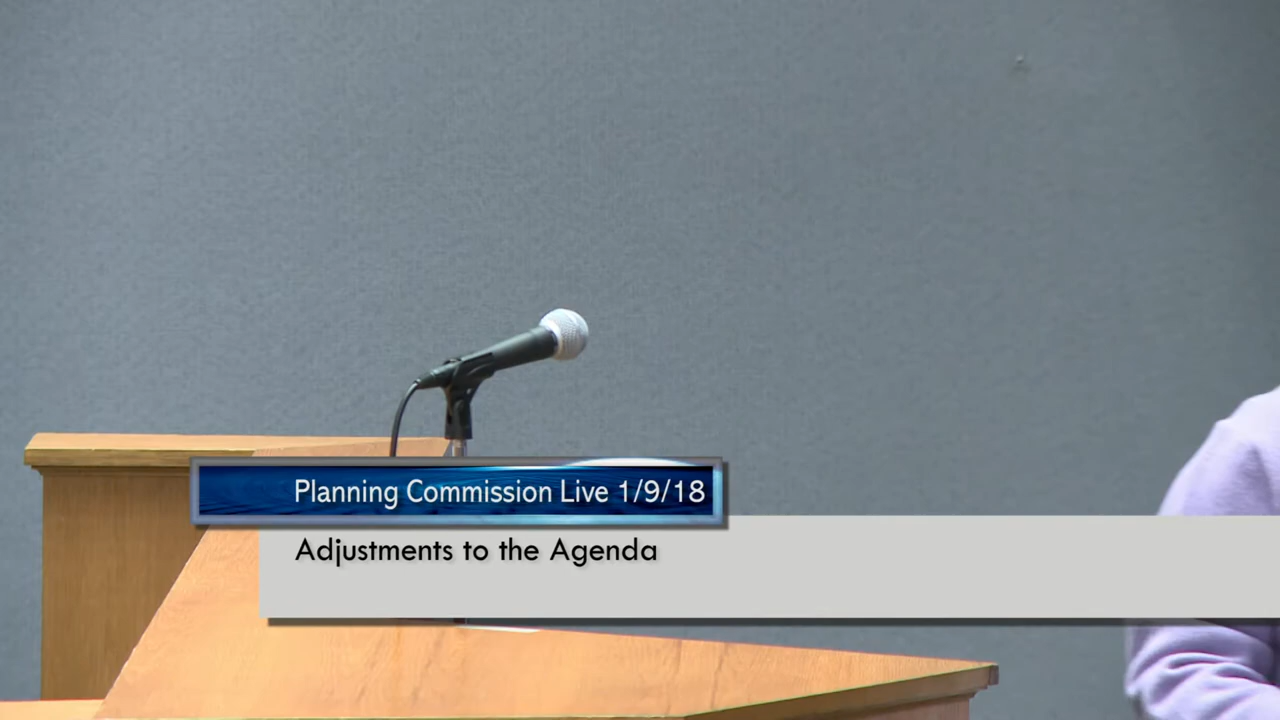 Planning Commission Live 1/9/18
Adjustments to the Agenda